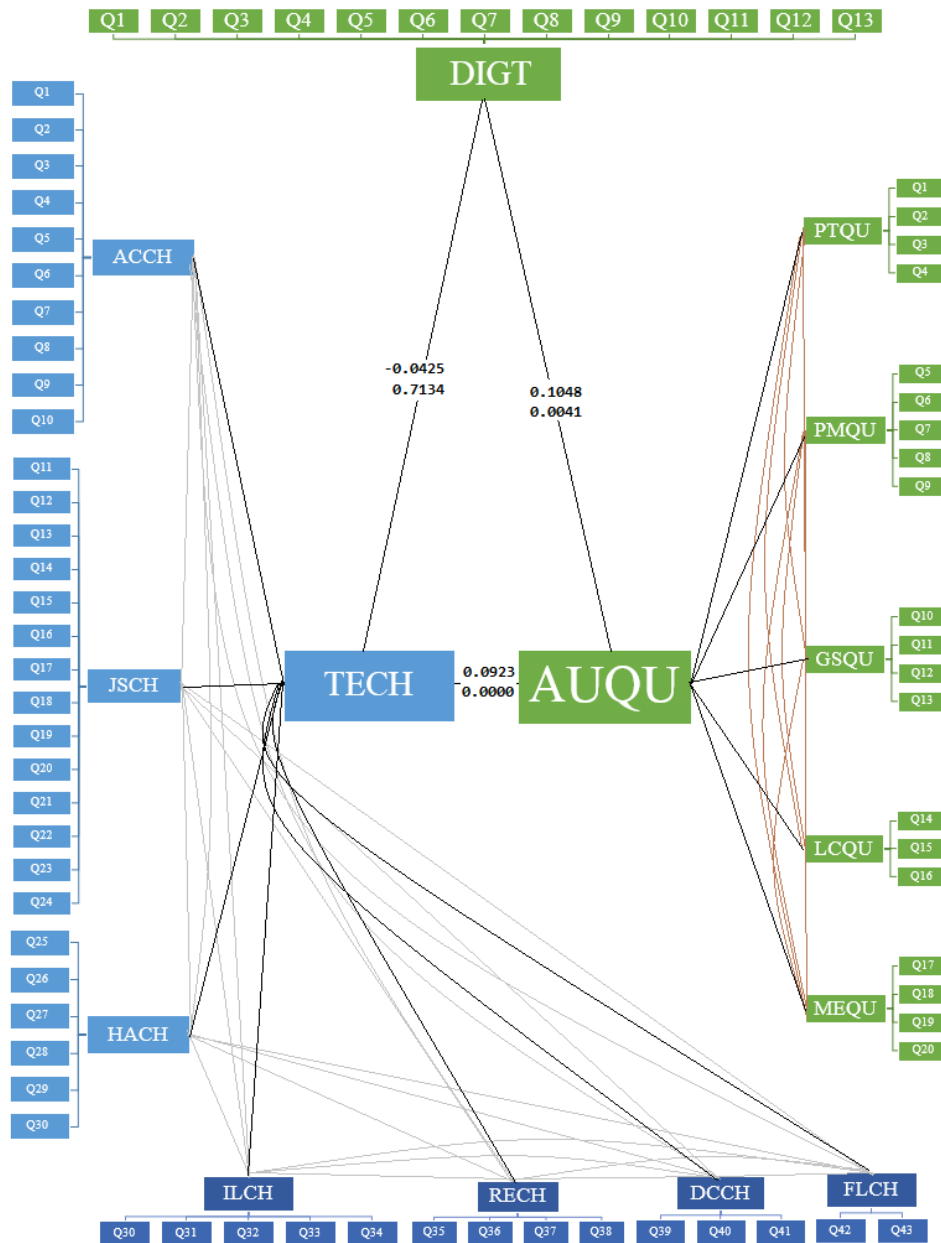 Q1 Q2 Q3 Q4 Q5 Q6 Q7 Q8 Q9 Q10 Q11 Q12 Q13
DIGT
Q1
Q2
Q3
Q4
Q5
Q6
Q7
Q8
Q9
Q10
ACCH
Q11
Q12
Q13
Q14
Q15
Q16
Q17
Q18
Q19
Q20
Q21
Q22
Q23
Q24
JSCH
Q25
Q26
Q27
Q28
Q29
Q30
HACH
-0.0425
0.7134
0.1048
0.0041
TECH
0.0923
0.0000
AUQU
PTQU
Q1
Q2
Q3
Q4
PMQU
Q5
Q6
Q7
Q8
Q9
GSQU
Q10
Q11
Q12
Q13
LCQU
Q14
Q15
Q16
MEQU
Q17
Q18
Q19
Q20
ILCH
RECH
DCCH
FLCH
Q30 Q31 Q32 Q33 Q34 Q35 Q36 Q37 Q38 Q39 Q40 Q41 Q42 Q43